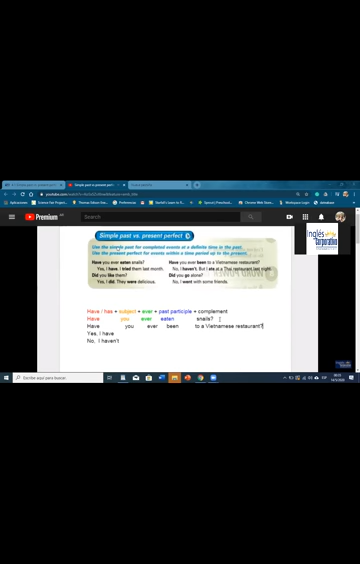 Premium
Search
Inglés
Corporativo
Simple past vs. present perfect
Use the simple past for completed events at a definite time in the past.
Use the present perfect for events within a time period up to the present.
Have you ever eaten snails?
Yes, I have. I tried them last month.
Did you like them?
Yes, I did. They were delicious.
Have you ever been to a Vietnamese restaurant?
No, I haven't. But I ate at a Thai restaurant last night.
Did you go alone?
No, I went with some friends.
Have I has + subject + ever + past participle + complement
Have you ever eaten snails?
Have you ever been to a Vietnamese restaurant?
Yes, I have
No, I haven't
Escribe aquí para buscar